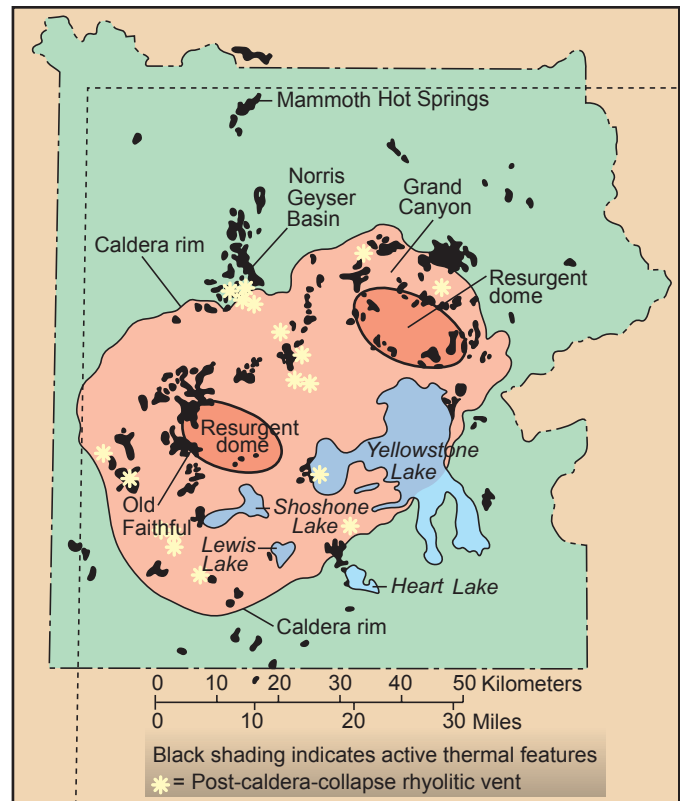 Mammoth Hot Springs
Norris
Geyser
Basin
Grand
Canyon
Caldera rim
Resurgent
dome
Resurgent
dome
Yellowstone
Lake
Old
Faithful
Shoshone
Lake
Lewis
Lake
Heart Lake
Caldera rim
0 10 20 30 40 50 Kilometers
0 10 20 30 Miles
Black shading indicates active thermal features
= Post-caldera-collapse rhyolitic vent